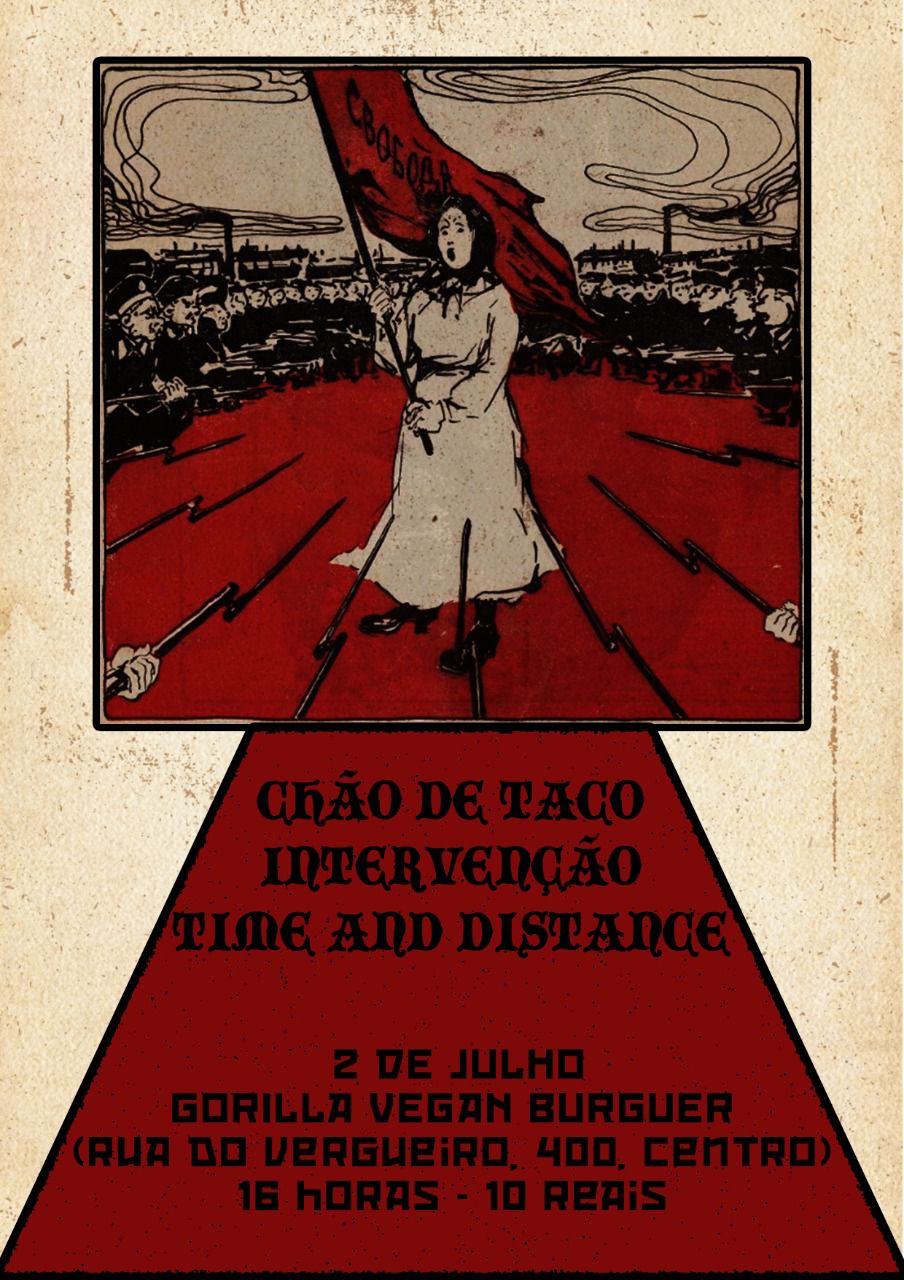 СВОБОДА
ChÃO DE TACO
INTERVENÇÃO
TIME AND DISTANCE
2 DE JULHO
GORILLA VEGAN BURGUER
(RUA DO VERGUEIRO, 400, CENTRO)
16 hORAS - 10 REAIS